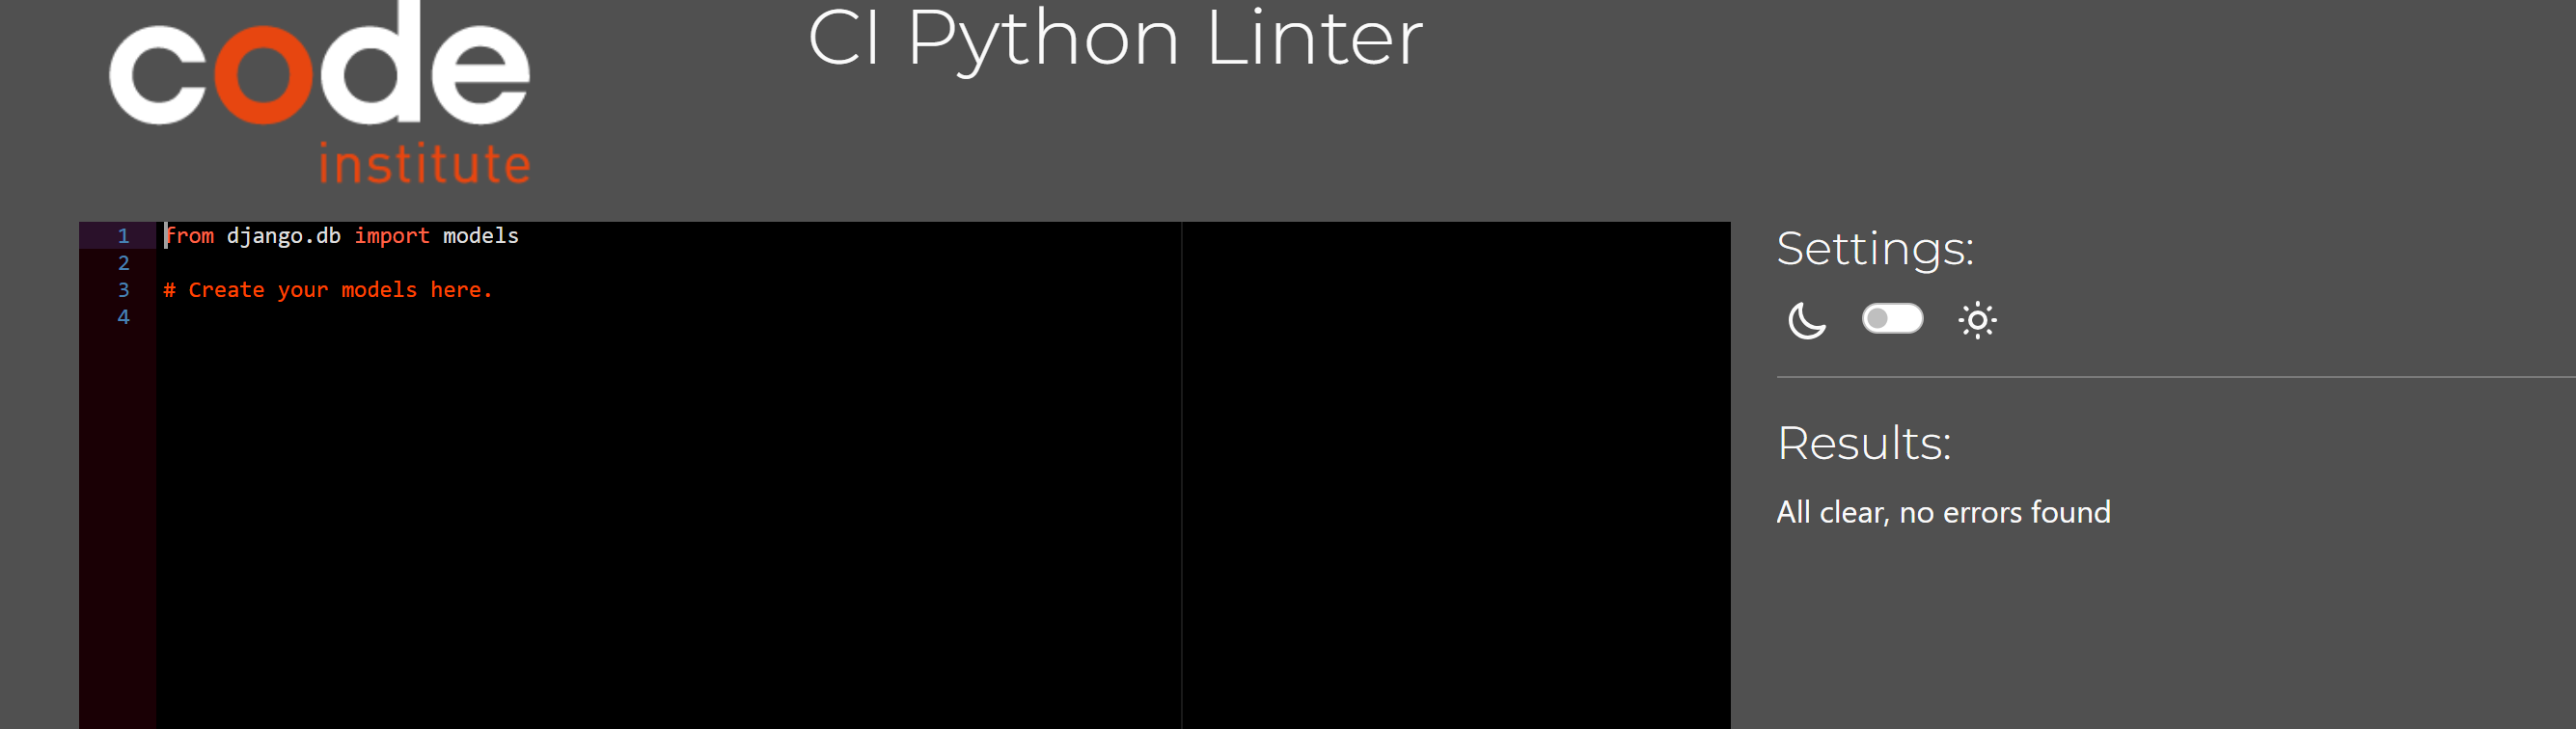 code
institute
CI Python Linter
1 from django.db import models
2
3 # Create your models here.
4
Settings:
Results:
All clear, no errors found